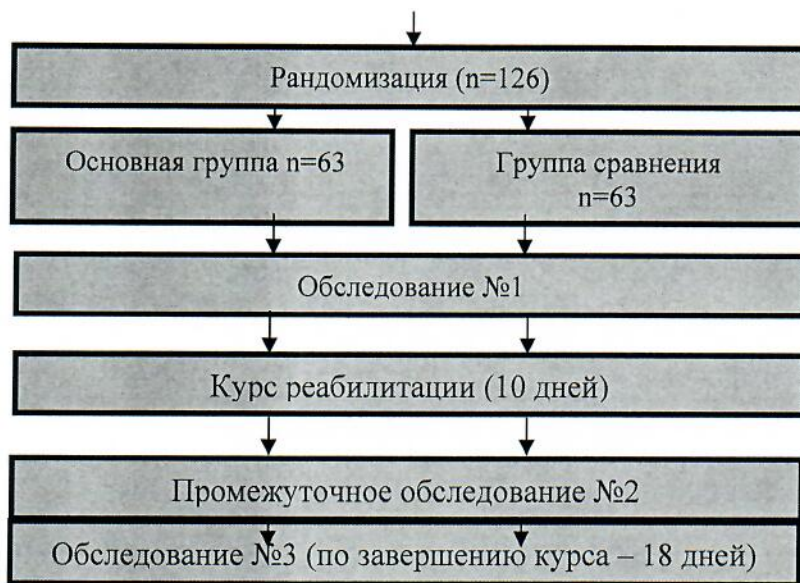 Рандомизация (n=126)
Основная группа n=63
Группа сравнения
n=63
Обследование №1
Курс реабилитации (10 дней)
Промежуточное обследование №2
Обследование №3 (по завершению курса – 18 дней)